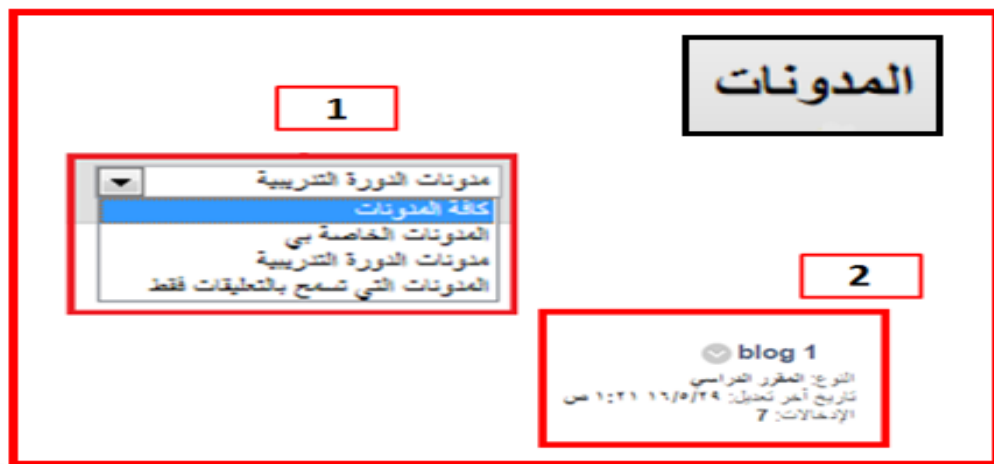 المدونات
1
مدونات الدورة التدريبية
كافة المدونات
المدونات الخاصة بي
مدونات الدورة التدريبية
المدونات التي تسمح بالتعليقات فقط
2
blog 1
النوع: المقرر الدراسي
تاريخ آخر تعديل: ١٦/٥/٢٩ ١:٢١ ص
الإدخالات: 7